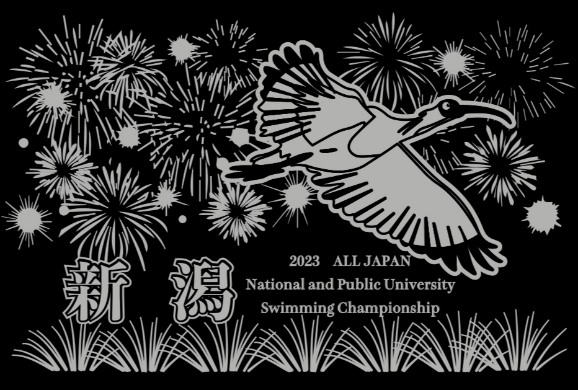 2023 ALL JAPAN
National and Public University
Swimming Championship
新潟